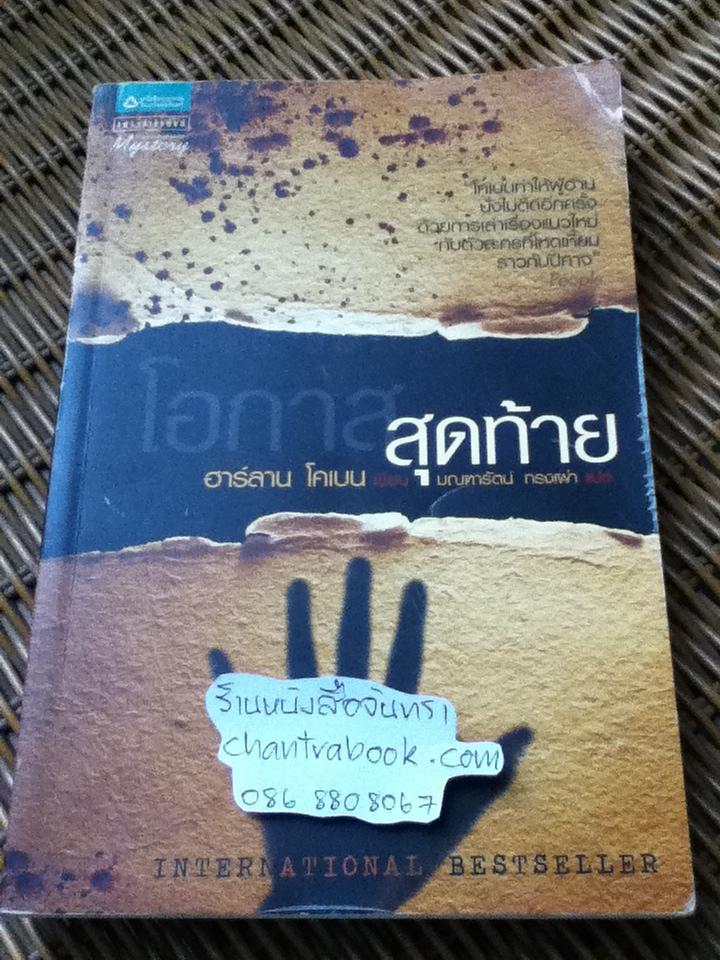 Mystery
โคเบนทำให้ผู้อ่าน
นั่งไม่ติดอีกครั้ง
ด้วยการเล่าเรื่องแนวใหม่
"กับตัวละครที่โหดเหี้ยม
ราวกับปีศาจ"
People
โอกาส
สุดท้าย
ฮาร์ลาน โคเบน เขียน มณฑารัตน์ ทรงเผ่า แปล
ร้านหนังสือจันทรา
chantrabook.com
086 8808067
INTERNATIONAL BESTSELLER